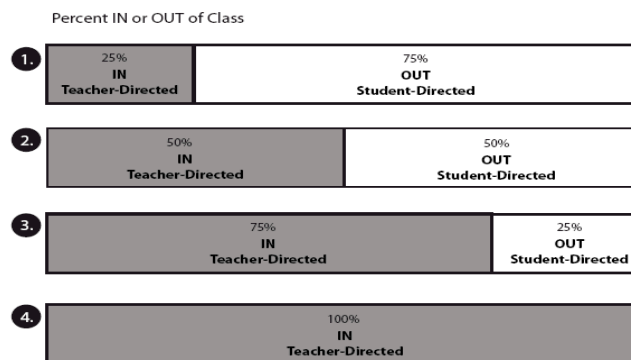 Percent IN or OUT of Class
1.
25%
IN
Teacher-Directed
75%
OUT
Student-Directed
2.
50%
IN
Teacher-Directed
50%
OUT
Student-Directed
3.
75%
IN
Teacher-Directed
25%
OUT
Student-Directed
4.
100%
IN
Teacher-Directed